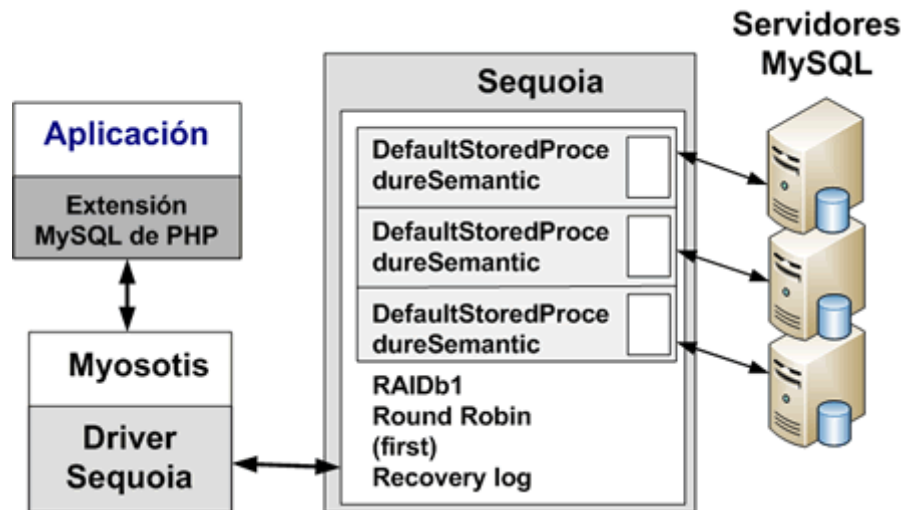 Servidores
MySQL
Sequoia
Aplicación
Extensión
MySQL de PHP
DefaultStoredProce
dureSemantic
DefaultStoredProce
dureSemantic
DefaultStoredProce
dureSemantic
Myosotis
Driver
Sequoia
RAIDb1
Round Robin
(first)
Recovery log